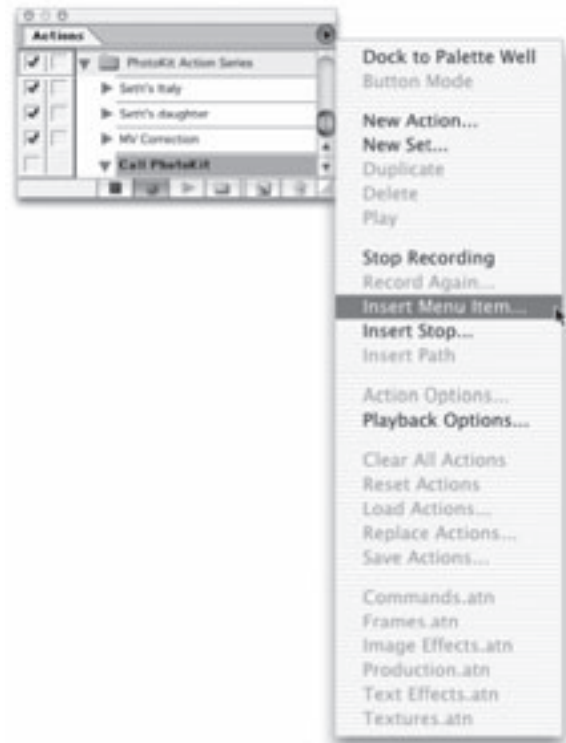 Actions
PhotoKit Action Series
Seth's Italy
Seth's daughter
MV Correction
Call PhotoKit
Dock to Palette Well
Button Mode
New Action...
New Set...
Duplicate
Delete
Play
Stop Recording
Record Again...
Insert Menu Item...
Insert Stop...
Insert Path
Action Options...
Playback Options...
Clear All Actions
Reset Actions
Load Actions...
Replace Actions...
Save Actions...
Commands.atn
Frames.atn
Image Effects.atn
Production.atn
Text Effects.atn
Textures.atn